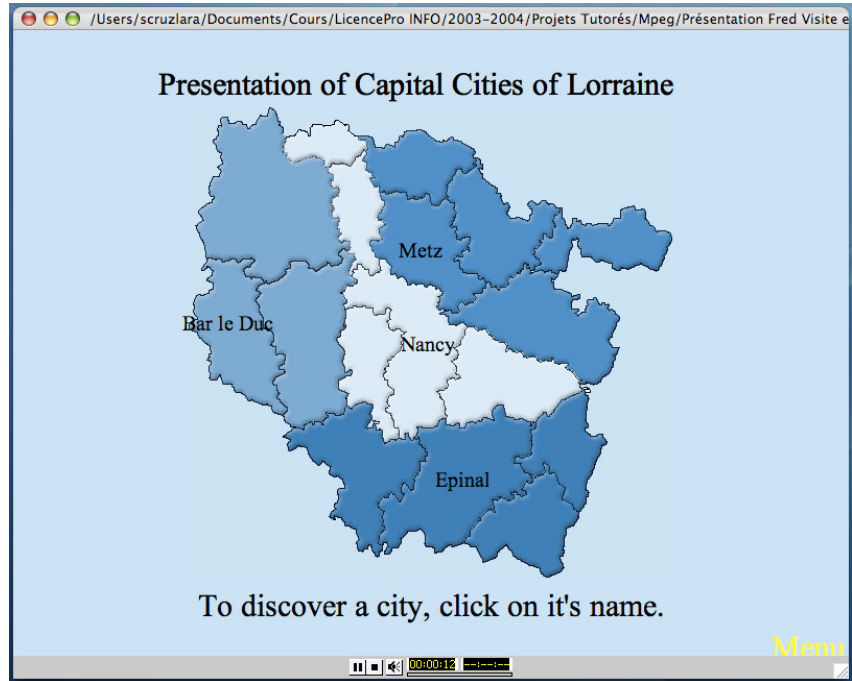 /Users/scruzlara/Documents/Cours/LicencePro INFO/2003-2004/Projets Tutorés/Mpeg/Présentation Fred Visite e
Presentation of Capital Cities of Lorraine
Metz
Bar le Duc
Nancy
Epinal
To discover a city, click on it's name.
Menu
00:00:12 --:--:--